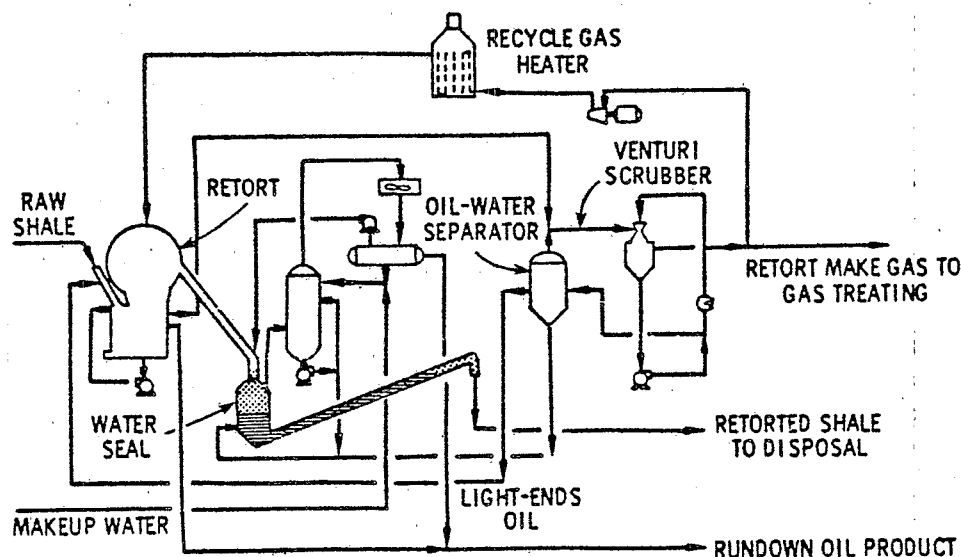 RECYCLE GAS
HEATER
VENTURI
SCRUBBER
RETORT
RAW
SHALE
OIL-WATER
SEPARATOR
RETORT MAKE GAS TO
GAS TREATING
WATER
SEAL
RETORTED SHALE
TO DISPOSAL
LIGHT-ENDS
OIL
MAKEUP WATER
RUNDOWN OIL PRODUCT